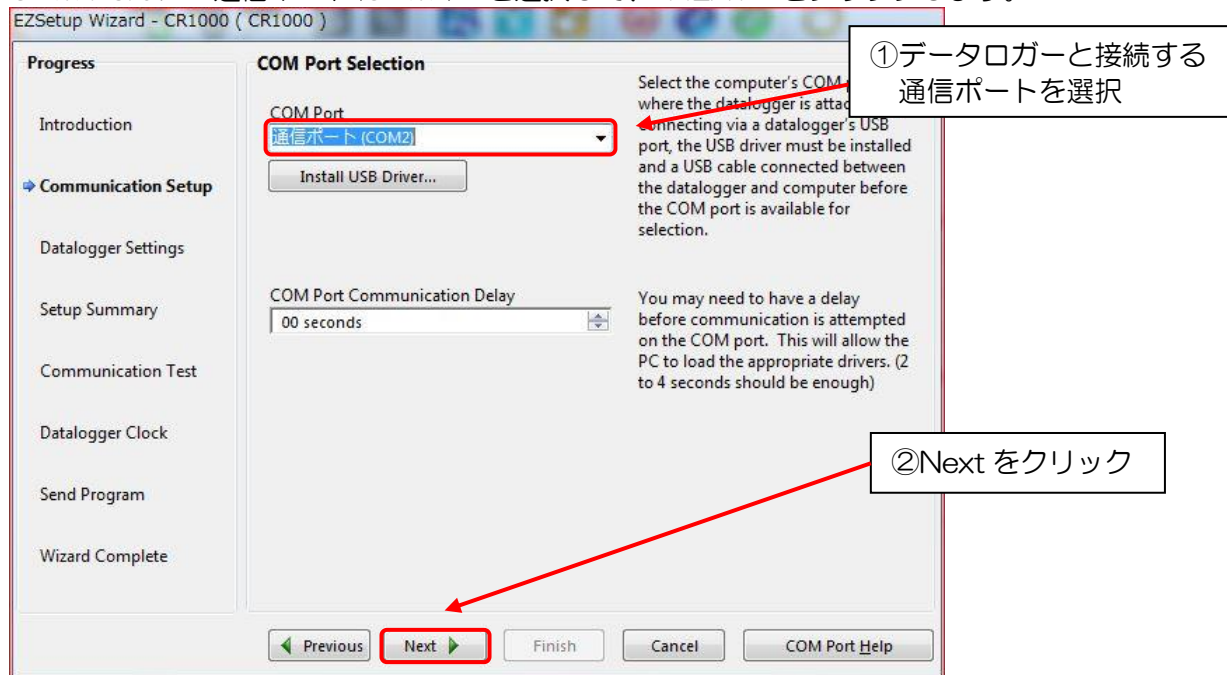 EZSetup Wizard - CR1000 ( CR1000 )
Progress
Introduction
Communication Setup
Datalogger Settings
Setup Summary
Communication Test
Datalogger Clock
Send Program
Wizard Complete
COM Port Selection
COM Port
通信ポート (COM2)
Install USB Driver...
Select the computer's COM
where the datalogger is
connecting via a datalogger's USB
port, the USB driver must be installed
and a USB cable connected between
the datalogger and computer before
the COM port is available for
selection.
COM Port Communication Delay
00 seconds
You may need to have a delay
before communication is attempted
on the COM port. This will allow the
PC to load the appropriate drivers. (2
to 4 seconds should be enough)
①データロガーと接続する
通信ポートを選択
②Next をクリック
Previous
Next
Finish
Cancel
COM Port Help